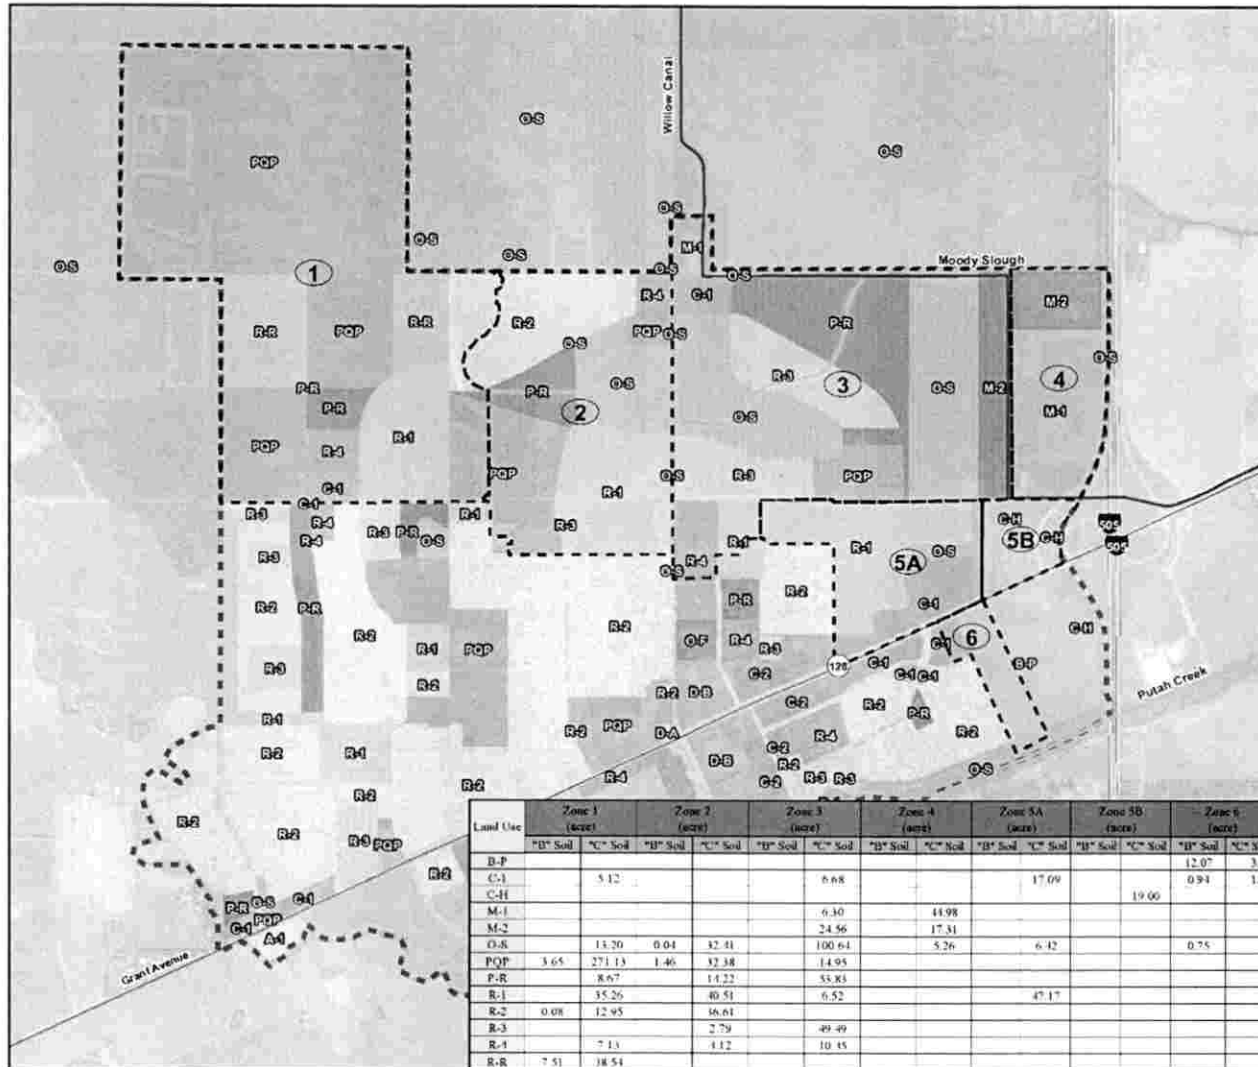 O-S
Willow Canal
O-S
PQP
O-S
O-S
M-1
O-S
O-S
Moody Slough
O-S
1
O-S
O-S
R-4
C-1
M-2
R-R
PQP
R-R
R-2
O-S
PQP
O-S
P-R
O-S
P-R
P-R
P-R
O-S
2
R-3
3
O-S
M-2
4
M-1
O-S
PQP
R-4
R-1
PQP
O-S
R-3
PQP
C-1
R-1
C-1
R-3
R-4
R-4
R-3
P-R
O-S
R-1
R-3
R-1
R-1
O-S
5A
C-H
5B
C-H
505
505
R-3
R-4
O-S
R-2
P-R
R-2
P-R
R-2
C-1
R-2
R-1
PQP
O-F
R-4
R-3
128
C-1
6
C-H
R-3
R-2
C-2
C-1
C-1
C-1
B-P
Putah Creek
R-1
R-2
D-B
C-2
R-2
P-R
R-2
R-2
R-1
R-2
PQP
D-A
D-B
C-2
R-4
R-2
R-2
R-2
R-4
C-2
R-3
R-3
O-S
R-2
R-2
R-3
PQP
R-2
P-R
O-S
C-1
C-1
PQP
A-1
Grant Avenue
Land Use Zone 1 (acre) Zone 2 (acre) Zone 3 (acre) Zone 4 (acre) Zone 5A (acre) Zone 5B (acre) Zone 6 (acre)
"B" Soil "C" Soil "B" Soil "C" Soil "B" Soil "C" Soil "B" Soil "C" Soil "B" Soil "C" Soil "B" Soil "C" Soil "B" Soil
B-P 12.07
C-1 5.12 6.68 17.09 0.94
C-H 19.00
M-1 6.30 44.98
M-2 24.56 17.31
O-S 13.20 0.04 32.41 100.64 5.26 6.42 0.75
PQP 3.65 271.13 1.46 32.38 14.95
P-R 8.67 14.22 53.83
R-1 35.26 40.51 6.52 47.17
R-2 0.08 12.95 36.61
R-3 2.79 49.49
R-4 7.13 4.12 10.45
R-R 7.51 38.54